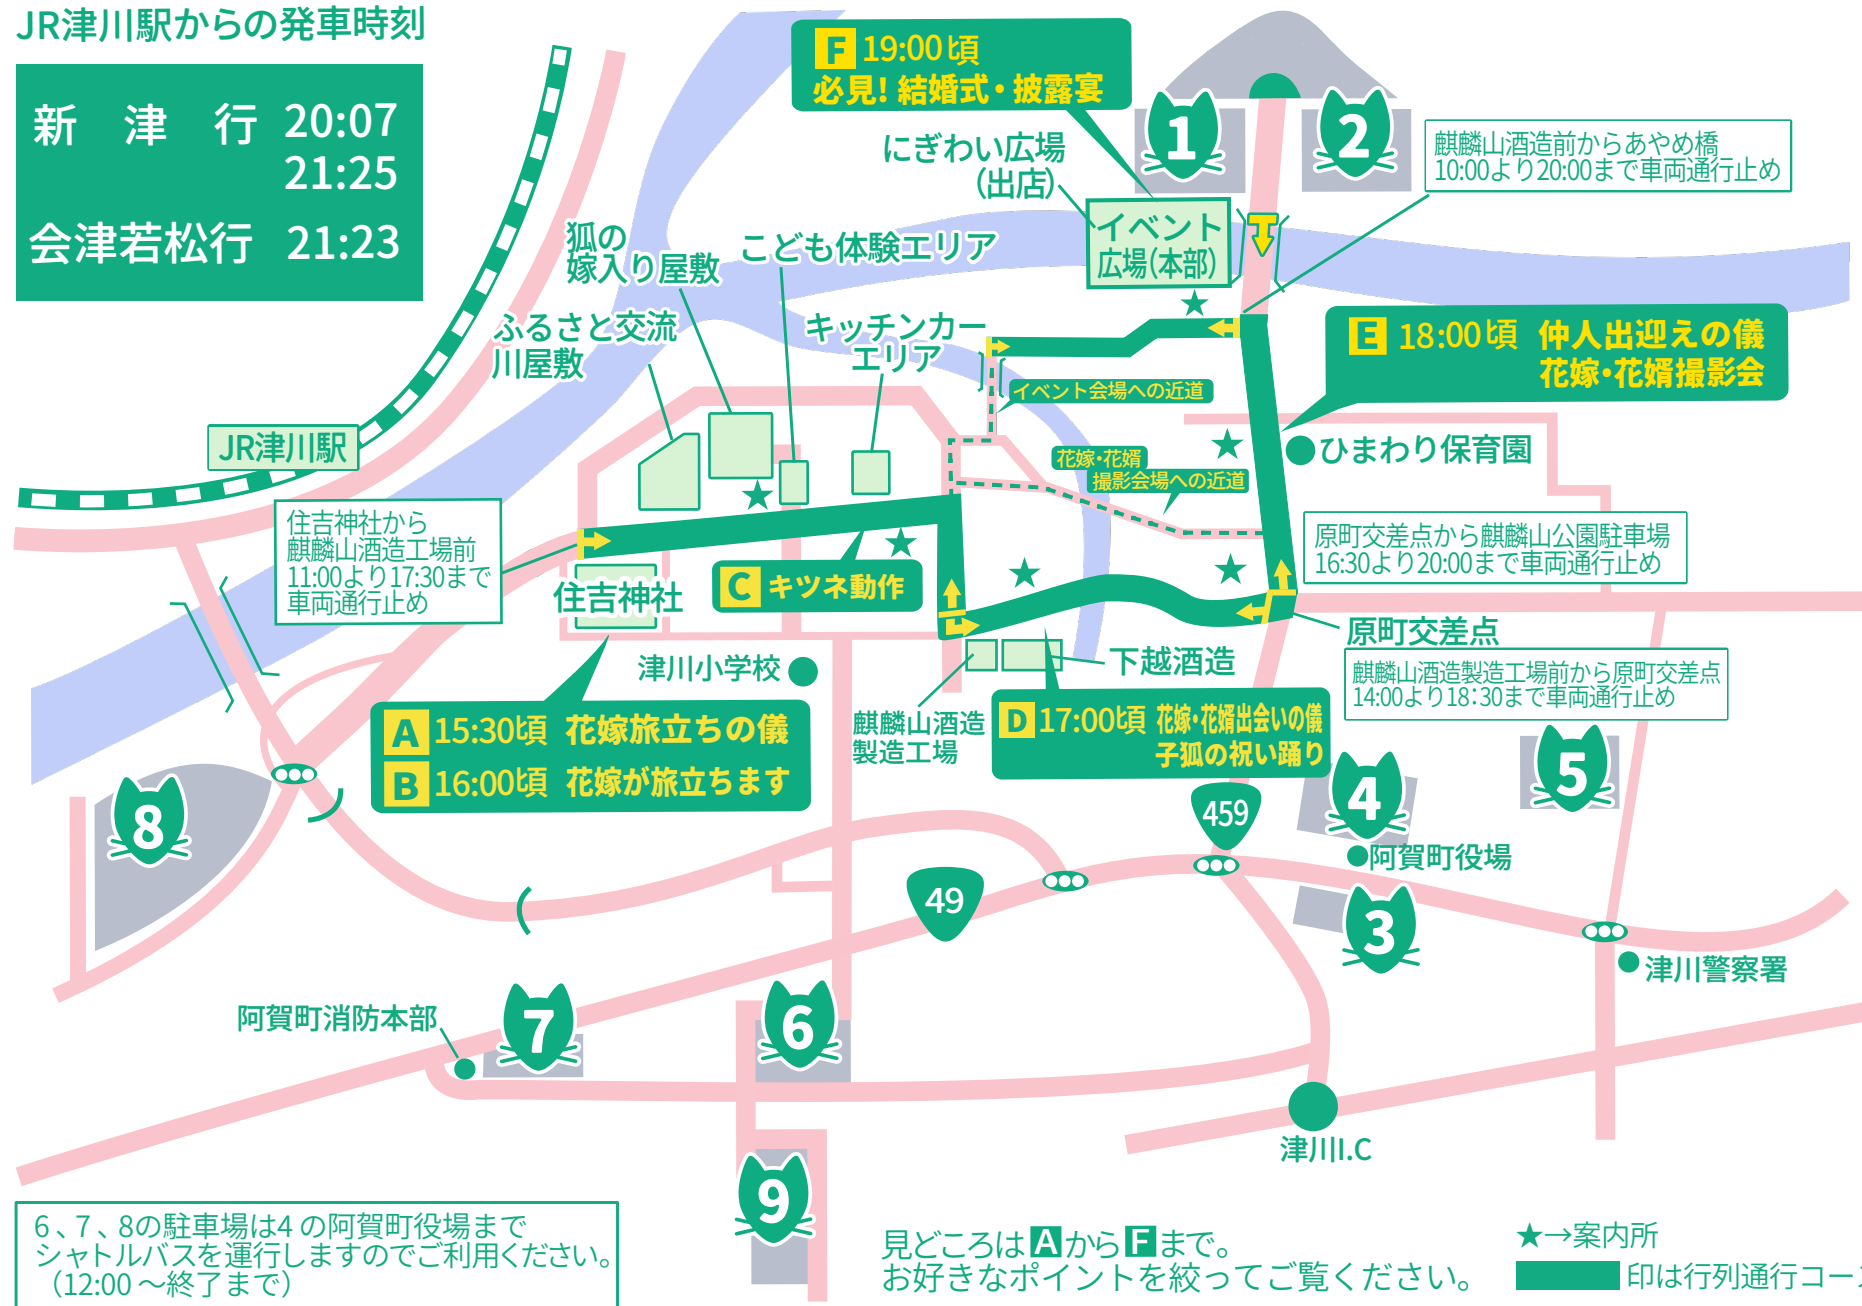 JR津川駅からの発車時刻
新　津　行 20:07
21:25
会津若松行 21:23
F 19:00頃
必見！結婚式・披露宴
にぎわい広場
（出店）
1
2
麒麟山酒造前からあやめ橋
10:00より20:00まで車両通行止め
イベント
広場（本部）
狐の
嫁入り屋敷
こども体験エリア
ふるさと交流
川屋敷
キッチンカー
エリア
E 18:00頃 仲人出迎えの儀
花嫁・花婿撮影会
イベント会場への近道
JR津川駅
花嫁・花婿
撮影会場への近道
ひまわり保育園
住吉神社から
麒麟山酒造工場前
11:00より17:30まで
車両通行止め
原町交差点から麒麟山公園駐車場
16:30より20:00まで車両通行止め
住吉神社
C キツネ動作
原町交差点
津川小学校
下越酒造
麒麟山酒造製造工場前から原町交差点
14:00より18:30まで車両通行止め
A 15:30頃 花嫁旅立ちの儀
B 16:00頃 花嫁が旅立ちます
麒麟山酒造
製造工場
D 17:00頃 花嫁・花婿出会いの儀
子狐の祝い踊り
8
4
5
459
阿賀町役場
49
3
津川警察署
阿賀町消防本部
7
6
津川I.C
9
6、7、8の駐車場は4の阿賀町役場まで
シャトルバスを運行しますのでご利用ください。
（12:00～終了まで）
見どころはAからFまで。
お好きなポイントを絞ってご覧ください。
★→案内所
印は行列通行コース